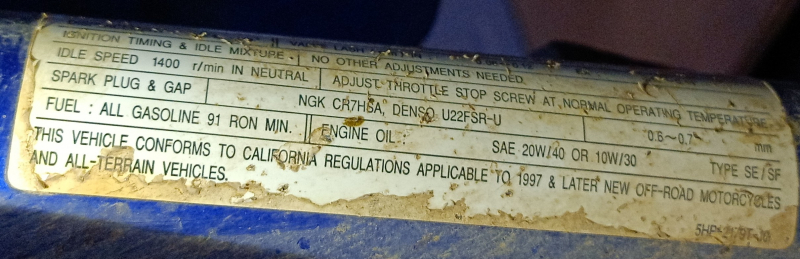 IGNITION TIMING & IDLE MIXTURE NO OTHER ADJUSTMENTS NEEDED.
IDLE SPEED 1400 r/min IN NEUTRAL ADJUST THROTTLE STOP SCREW AT NORMAL OPERATING TEMPERATURE
SPARK PLUG & GAP NGK CR7HSA, DENSO U22FSR-U 0.6~0.7 mm
FUEL : ALL GASOLINE 91 RON MIN. ENGINE OIL : SAE 20W/40 OR 10W/30 TYPE SE/SF
THIS VEHICLE CONFORMS TO CALIFORNIA REGULATIONS APPLICABLE TO 1997 & LATER NEW OFF-ROAD MOTORCYCLES
AND ALL-TERRAIN VEHICLES.